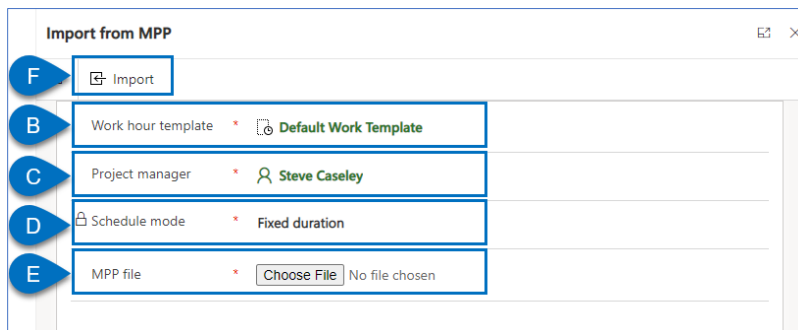 Import from MPP
F Import
B Work hour template * Default Work Template
C Project manager * Steve Caseley
D Schedule mode * Fixed duration
E MPP file * Choose File No file chosen